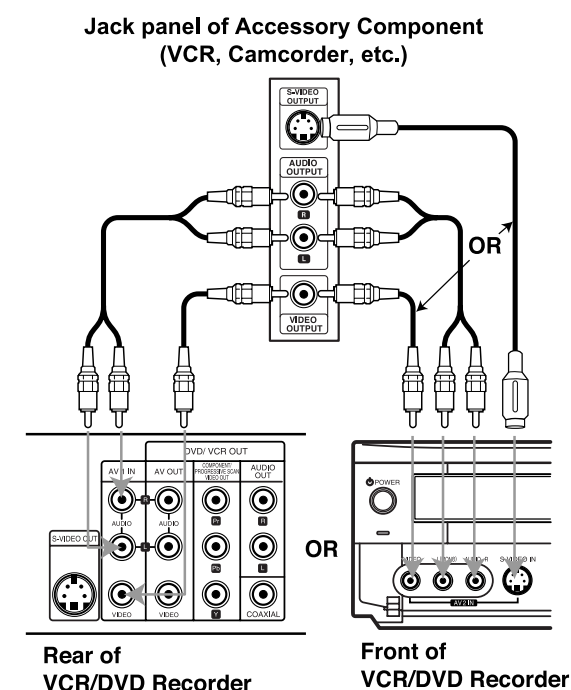 Jack panel of Accessory Component
(VCR, Camcorder, etc.)
S-VIDEO
OUTPUT
AUDIO
OUTPUT
R
L
VIDEO
OUTPUT
OR
DVD/ VCR OUT
AV1 IN
AV OUT
COMPONENT/
PROGRESSIVE SCAN
VIDEO OUT
AUDIO
OUT
R
Pr
R
AUDIO
AUDIO
S-VIDEO OUT
L
Pb
L
VIDEO
VIDEO
Y
COAXIAL
OR
POWER
VIDEO
AUDIO-R
S-VIDEO IN
AV2 IN
Rear of
VCR/DVD Recorder
Front of
VCR/DVD Recorder